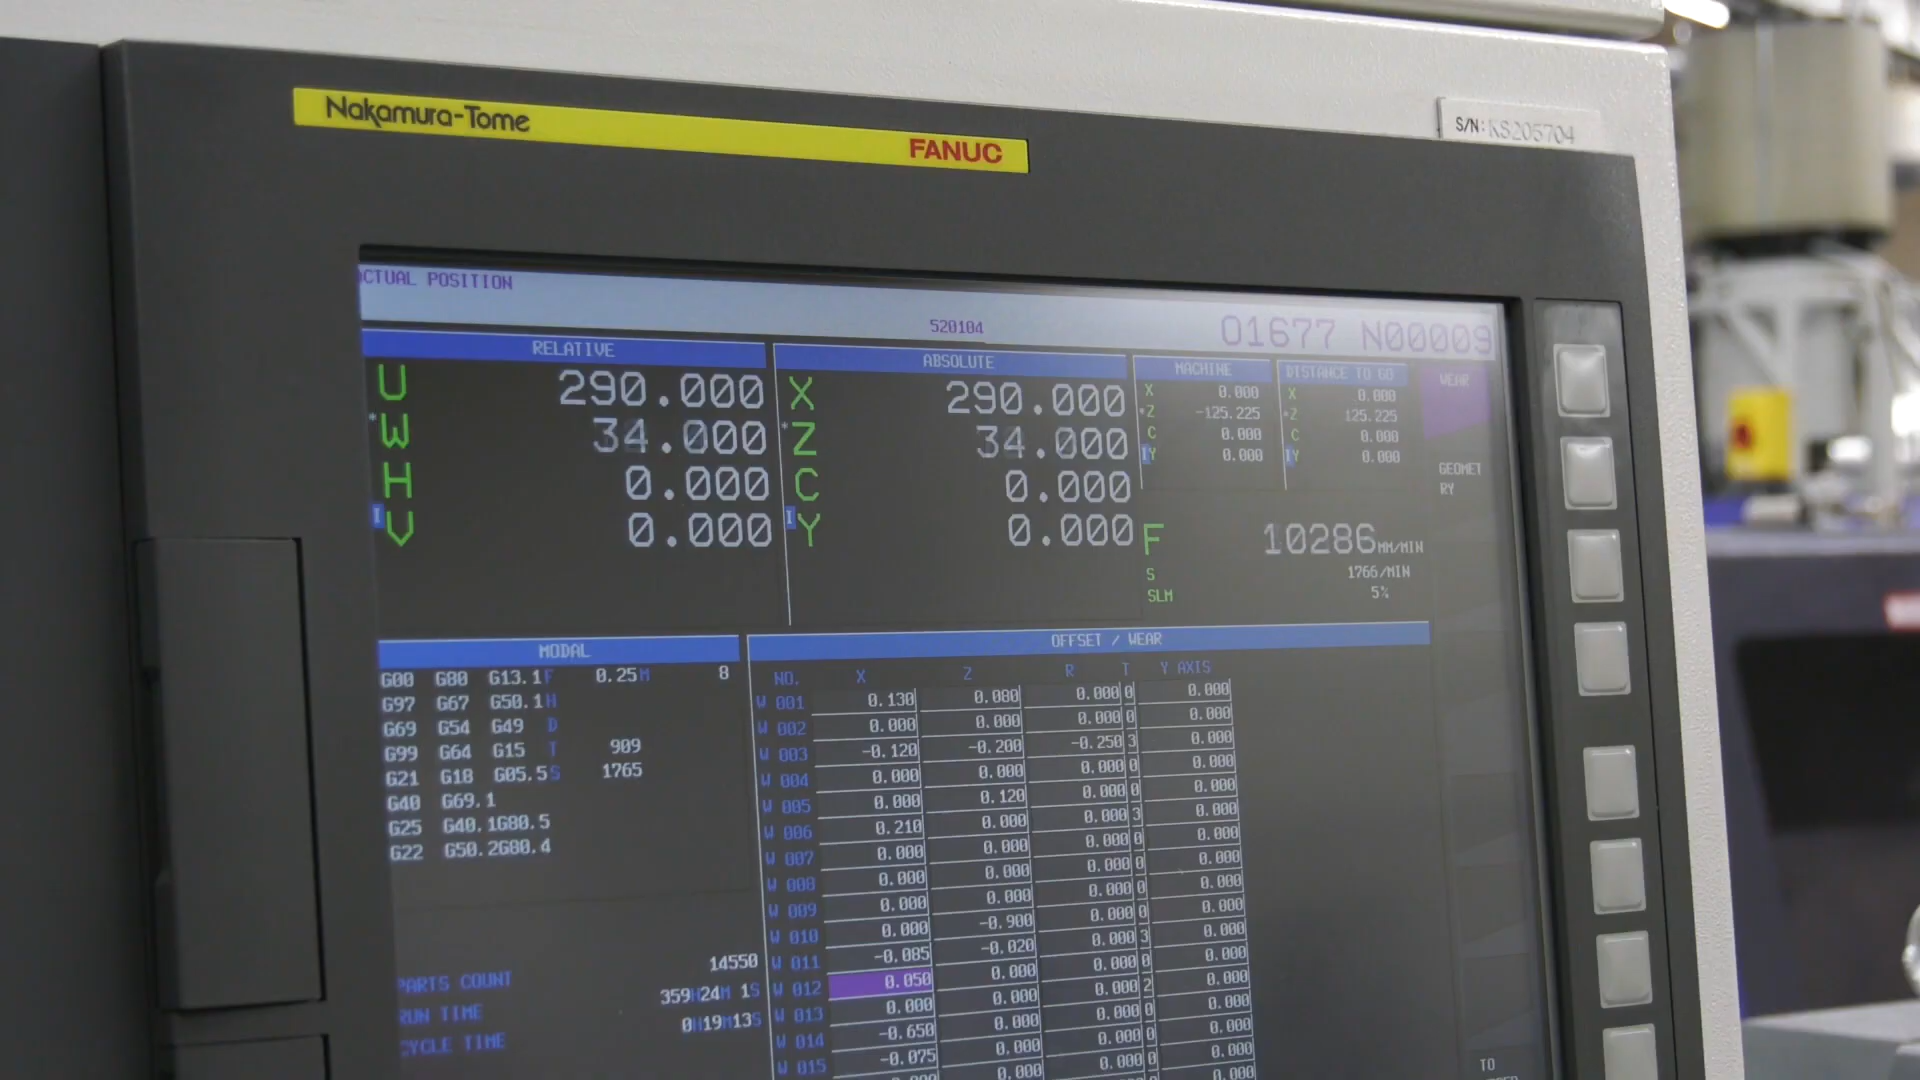 Nakamura-Tome
FANUC
S/N: KS205704
ACTUAL POSITION
520104
O1677 N00009
RELATIVE
U 290.000
*W 34.000
H 0.000
I V 0.000
ABSOLUTE
X 290.000
*Z 34.000
C 0.000
I Y 0.000
MACHINE
X 0.000
*Z -125.225
C 0.000
I Y 0.000
DISTANCE TO GO
X 0.000
*Z 125.225
C 0.000
I Y 0.000
WEAR
GEOMET
RY
F 10286 MM/MIN
S 1766/MIN
SLM 5%
MODAL
G00 G80 G13.1 F 0.25 M 8
G97 G67 G50.1 H
G69 G54 G49 D
G99 G64 G15 T 909
G21 G18 G05.5 S 1765
G40 G69.1
G25 G40.1 G80.5
G22 G50.2 G80.4
PARTS COUNT 14550
RUN TIME 359H24M 1S
CYCLE TIME 0H19M13S
OFFSET / WEAR
NO. X Z R T Y AXIS
W 001 0.130 0.080 0.000 0 0.000
W 002 0.000 0.000 0.000 0 0.000
W 003 -0.120 -0.200 -0.250 3 0.000
W 004 0.000 0.000 0.000 0 0.000
W 005 0.000 0.120 0.000 0 0.000
W 006 0.210 0.000 0.000 3 0.000
W 007 0.000 0.000 0.000 0 0.000
W 008 0.000 0.000 0.000 0 0.000
W 009 0.000 0.000 0.000 0 0.000
W 010 0.000 -0.900 0.000 0 0.000
W 011 -0.085 -0.020 0.000 3 0.000
W 012 0.050 0.000 0.000 0 0.000
W 013 0.000 0.000 0.000 2 0.000
W 014 -0.650 0.000 0.000 0 0.000
W 015 -0.075 0.000 0.000 0 0.000
TO